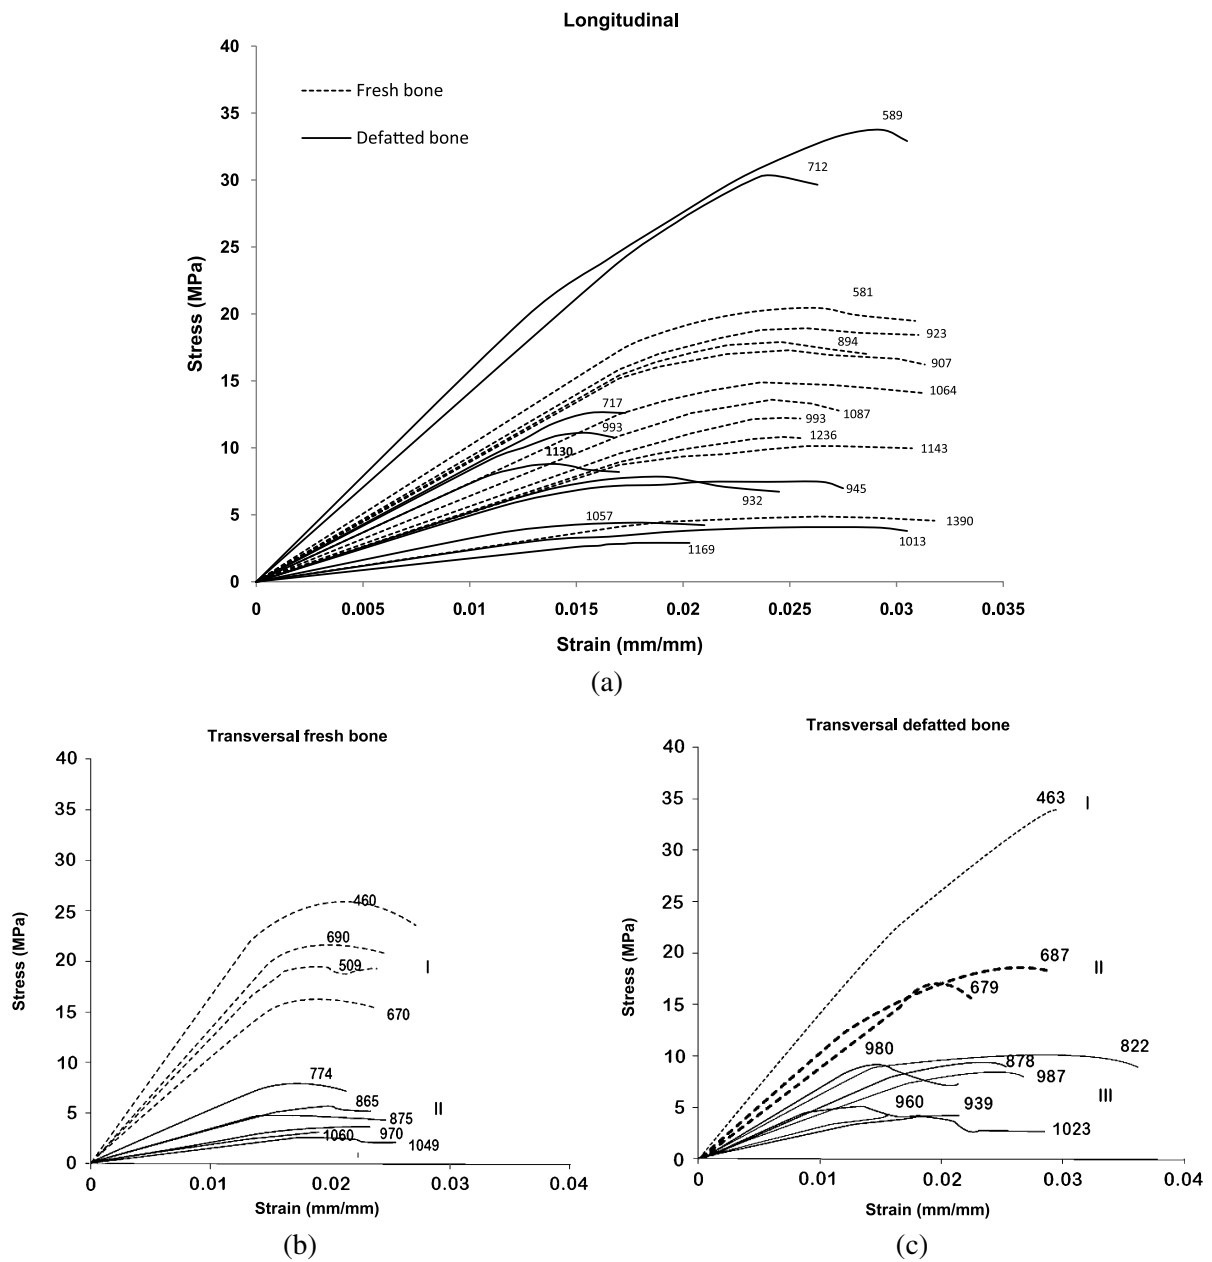 Longitudinal
40
Fresh bone
35
Defatted bone
589
712
30
25
Stress (MPa)
20
581
923
894
907
15
1064
717
1087
993
993
10
1236
1143
1130
945
932
5
1057
1390
1013
1169
0
0 0.005 0.01 0.015 0.02 0.025 0.03 0.035
Strain (mm/mm)
(a)
Transversal fresh bone
40
35
30
25
460
Stress (MPa)
20
690
509
I
15
670
10
774
5
865
II
875
970
1060
1049
0
0 0.01 0.02 0.03 0.04
Strain (mm/mm)
(b)
Transversal defatted bone
40
35
463 I
30
25
Stress (MPa)
20
687 II
679
15
10
980
878
822
987
III
5
960
939
1023
0
0 0.01 0.02 0.03 0.04
Strain (mm/mm)
(c)